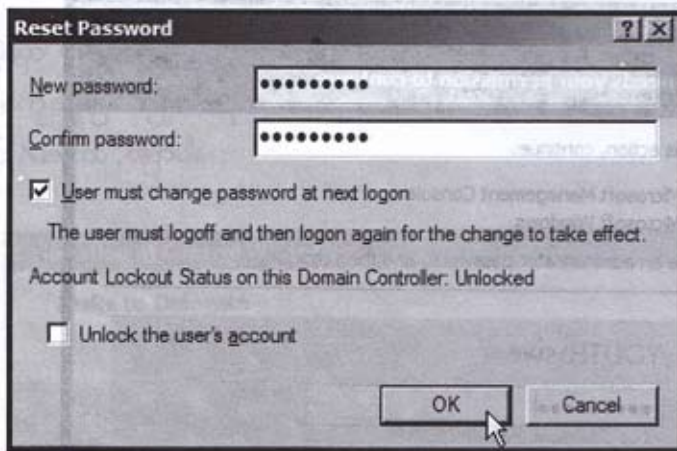 Reset Password ? ×
New password: •••••••••
Confirm password: •••••••••
User must change password at next logon
The user must logoff and then logon again for the change to take effect.
Account Lockout Status on this Domain Controller: Unlocked
Unlock the user's account
OK Cancel